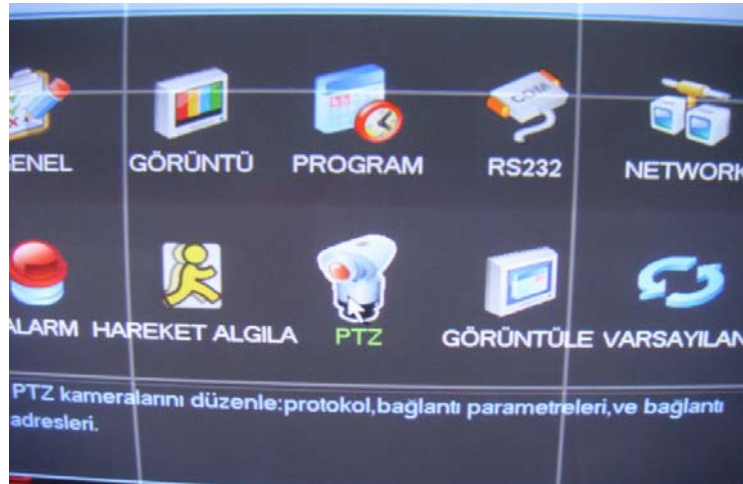 GENEL GÖRÜNTÜ PROGRAM RS232 NETWORK
ALARM HAREKET ALGILA PTZ GÖRÜNTÜLE VARSAYILAN
PTZ kameralarını düzenle:protokol,bağlantı parametreleri,ve bağlantı
adresleri.